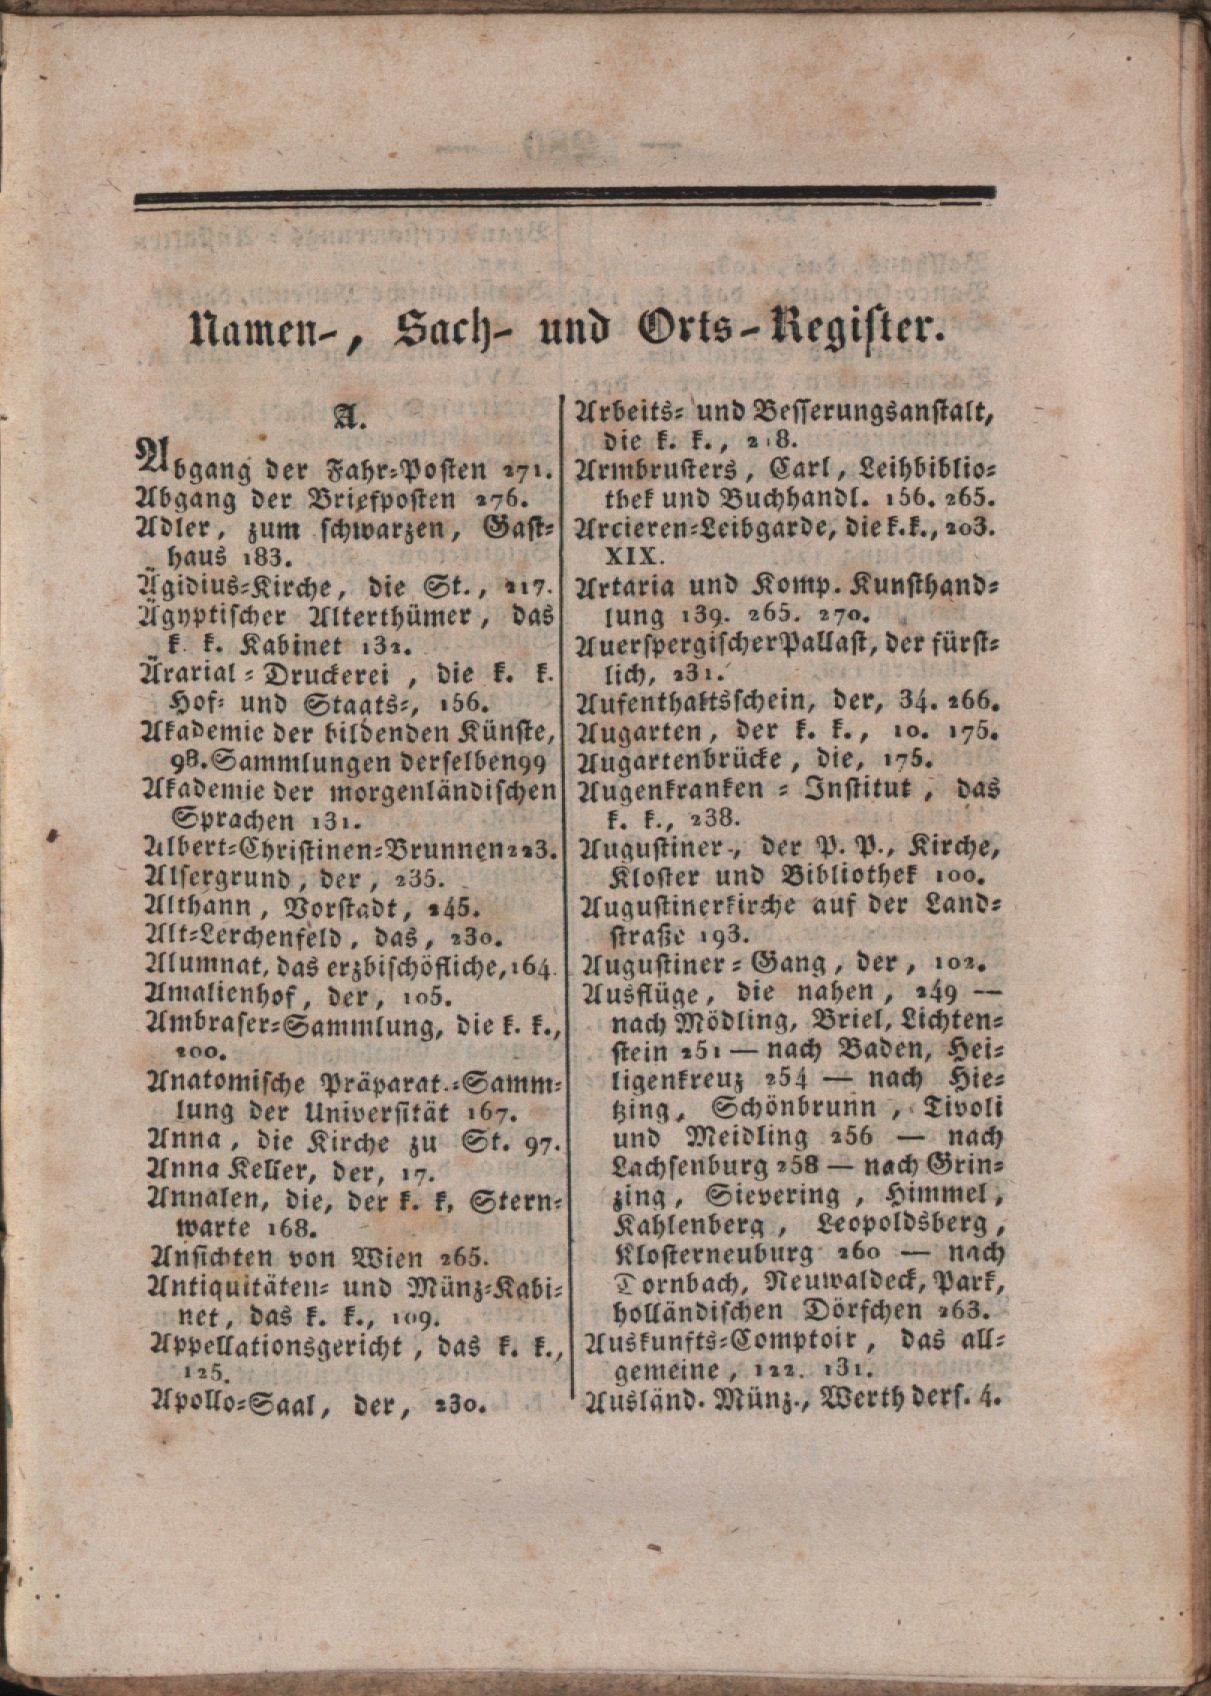 Namen-, Sach- und Orts-Register.
A.
Abgang der Fahr-Posten 271.
Abgang der Briefposten 276.
Adler, zum schwarzen, Gast-
haus 183.
Ägidius-Kirche, die St., 217.
Ägyptischer Alterthümer, das
k. k. Kabinet 132.
Ärarial-Druckerei, die k. k.
Hof- und Staats-, 156.
Akademie der bildenden Künste,
98. Sammlungen derselben 99
Akademie der morgenländischen
Sprachen 131.
Albert-Christinen-Brunnen 223.
Alsergrund, der, 235.
Althann, Vorstadt, 245.
Alt-Lerchenfeld, das, 230.
Alumnat, das erzbischöfliche, 164.
Amalienhof, der, 105.
Ambraser-Sammlung, die k. k.,
200.
Anatomische Präparat.-Samm-
lung der Universität 167.
Anna, die Kirche zu St. 97.
Anna Keller, der, 17.
Annalen, die, der k. k. Stern-
warte 168.
Ansichten von Wien 265.
Antiquitäten- und Münz-Kabi-
net, das k. k., 109.
Appellationsgericht, das k. k.,
125.
Apollo-Saal, der, 230.
Arbeits- und Besserungsanstalt,
die k. k., 218.
Armbrusters, Carl, Leihbiblio-
thek und Buchhandl. 156. 265.
Arcieren-Leibgarde, die k. k., 203.
XIX.
Artaria und Komp. Kunsthand-
lung 139. 265. 270.
Auerspergischer Pallast, der fürst-
lich, 231.
Aufenthaltsschein, der, 34. 266.
Augarten, der k. k., 10. 175.
Augartenbrücke, die, 175.
Augenkranken-Institut, das
k. k., 238.
Augustiner-, der P. P., Kirche,
Kloster und Bibliothek 100.
Augustinerkirche auf der Land-
straße 193.
Augustiner-Gang, der, 102.
Ausflüge, die nahen, 249 —
nach Mödling, Briel, Lichten-
stein 251 — nach Baden, Hei-
ligenkreuz 254 — nach Hie-
tzing, Schönbrunn, Tivoli
und Meidling 256 — nach
Lachsenburg 258 — nach Grin-
zing, Sievering, Himmel,
Kahlenberg, Leopoldsberg,
Klosterneuburg 260 — nach
Dornbach, Neuwaldeck, Park,
holländischen Dörfchen 263.
Auskunfts-Comptoir, das all-
gemeine, 122. 131.
Ausländ. Münz., Werth ders. 4.